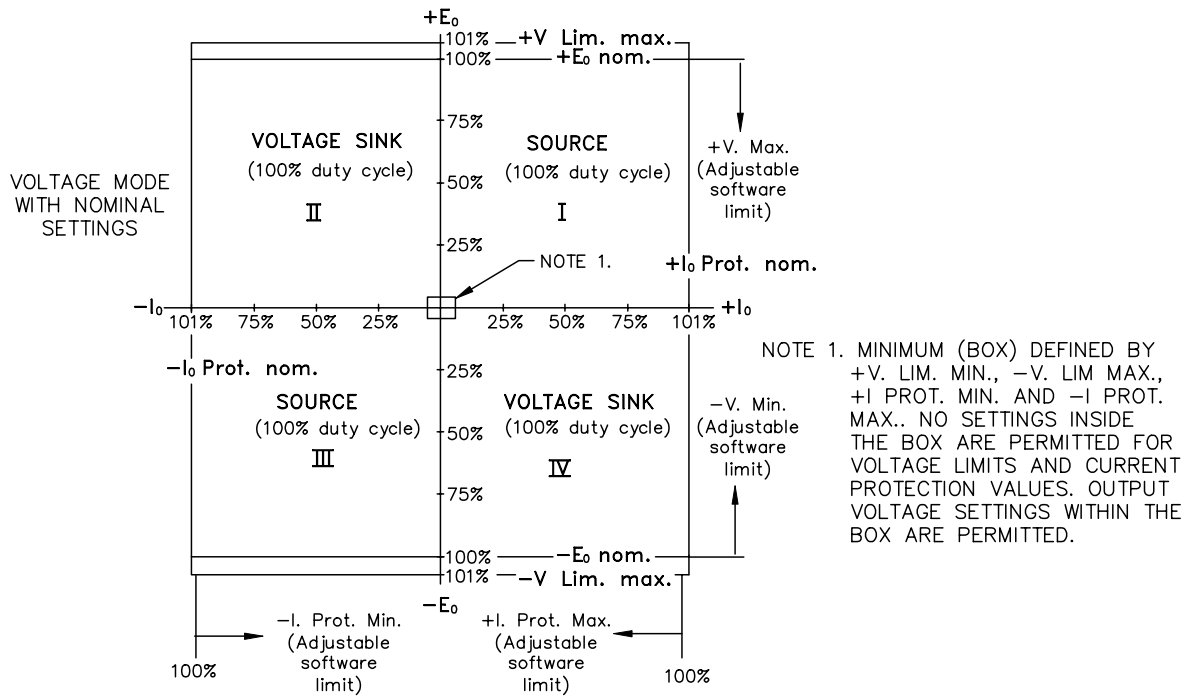 +E₀
101% +V Lim. max.
100% +E₀ nom.
75%
VOLTAGE SINK
(100% duty cycle)
II
SOURCE
(100% duty cycle)
I
50%
25%
+V. Max.
(Adjustable
software
limit)
VOLTAGE MODE
WITH NOMINAL
SETTINGS
NOTE 1.
+I₀ Prot. nom.
−I₀
+I₀
101% 75% 50% 25% 25% 50% 75% 101%
−I₀ Prot. nom.
25%
SOURCE
(100% duty cycle)
III
VOLTAGE SINK
(100% duty cycle)
IV
50%
75%
−V. Min.
(Adjustable
software
limit)
NOTE 1. MINIMUM (BOX) DEFINED BY
+V. LIM. MIN., −V. LIM MAX.,
+I PROT. MIN. AND −I PROT.
MAX.. NO SETTINGS INSIDE
THE BOX ARE PERMITTED FOR
VOLTAGE LIMITS AND CURRENT
PROTECTION VALUES. OUTPUT
VOLTAGE SETTINGS WITHIN THE
BOX ARE PERMITTED.
100% −E₀ nom.
101% −V Lim. max.
−E₀
−I. Prot. Min.
(Adjustable
software
limit)
100%
+I. Prot. Max.
(Adjustable
software
limit)
100%